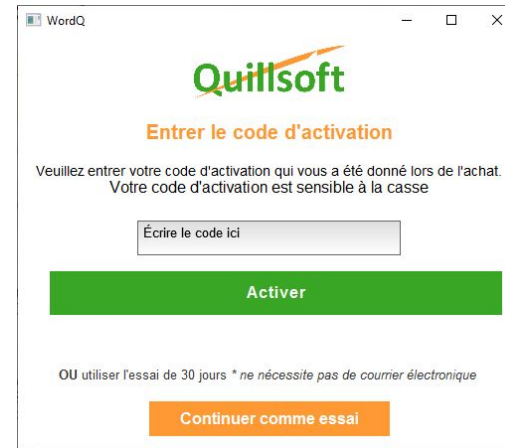 WordQ
Quillsoft
Entrer le code d'activation
Veuillez entrer votre code d'activation qui vous a été donné lors de l'achat.
Votre code d'activation est sensible à la casse
Écrire le code ici
Activer
OU utiliser l'essai de 30 jours * ne nécessite pas de courrier électronique
Continuer comme essai